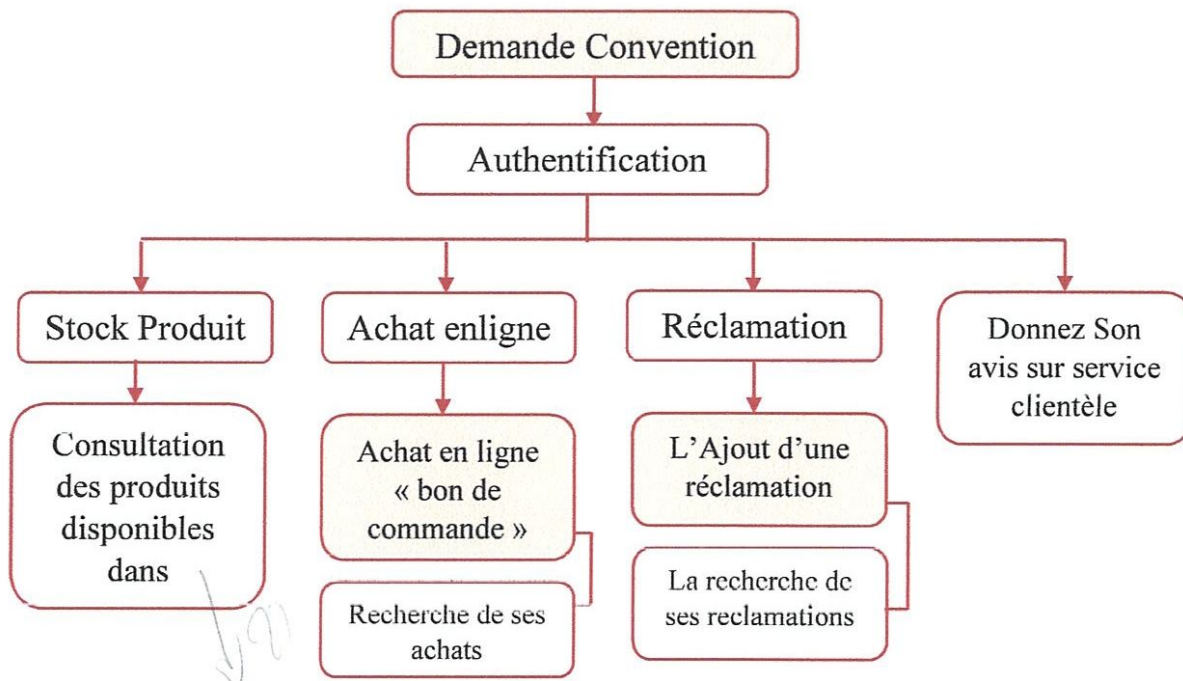 Demande Convention
Authentification
Stock Produit
Achat enligne
Réclamation
Donnez Son
avis sur service
clientèle
Consultation
des produits
disponibles
dans
Achat en ligne
« bon de
commande »
L'Ajout d'une
réclamation
Recherche de ses
achats
La recherche de
ses reclamations